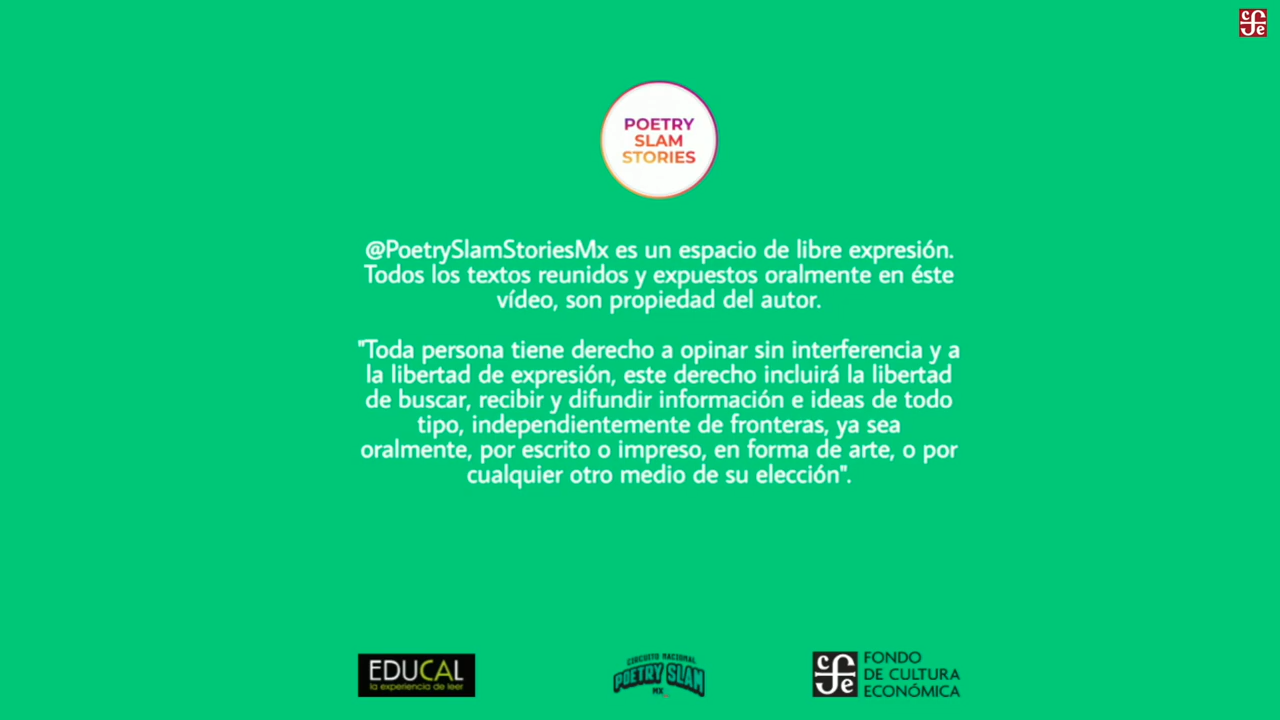 cfe
POETRY
SLAM
STORIES
@PoetrySlamStoriesMx es un espacio de libre expresión.
Todos los textos reunidos y expuestos oralmente en éste
vídeo, son propiedad del autor.
"Toda persona tiene derecho a opinar sin interferencia y a
la libertad de expresión, este derecho incluirá la libertad
de buscar, recibir y difundir información e ideas de todo
tipo, independientemente de fronteras, ya sea
oralmente, por escrito o impreso, en forma de arte, o por
cualquier otro medio de su elección".
EDUCAL
la experiencia de leer
CIRCUITO NACIONAL
POETRY SLAM
MX
cfe
FONDO
DE CULTURA
ECONÓMICA